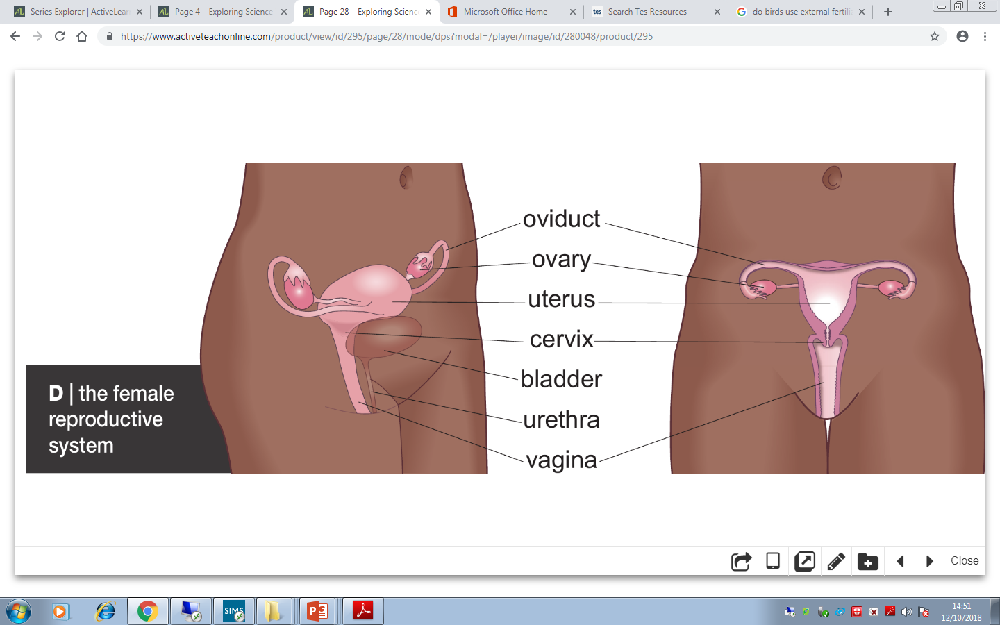 Series Explorer | ActiveLean
Page 4 – Exploring Science
Page 28 – Exploring Science
Microsoft Office Home
tes
Search Tes Resources
do birds use external fertili
https://www.activeteachonline.com/product/view/id/295/page/28/mode/dps?modal=/player/image/id/280048/product/295
oviduct
ovary
uterus
cervix
bladder
urethra
vagina
D | the female
reproductive
system
Close
SIMS
14:51
12/10/2018